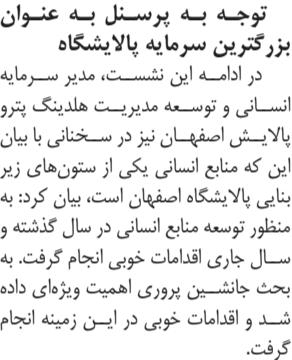 توجه به پرسنل به عنوان
بزرگترین سرمایه پالایشگاه
در ادامه این نشست، مدیر سرمایه
انسانی و توسعه مدیریت هلدینگ پترو
پالایش اصفهان نیز در سخنانی با بیان
این که منابع انسانی یکی از ستون‌های زیر
بنایی پالایشگاه اصفهان است، بیان کرد: به
منظور توسعه منابع انسانی در سال گذشته و
سال جاری اقدامات خوبی انجام گرفت. به
بحث جانشین پروری اهمیت ویژه‌ای داده
شد و اقدامات خوبی در این زمینه انجام
گرفت.